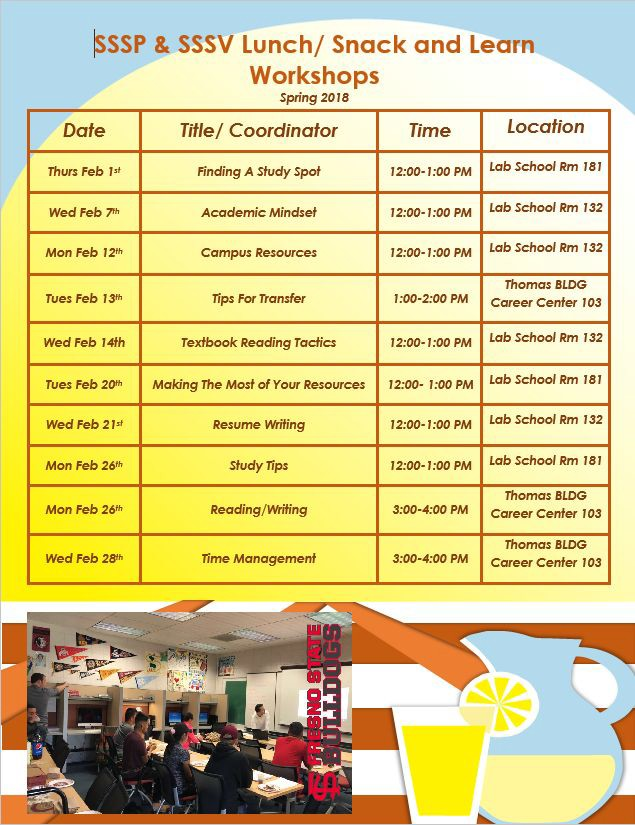 SSSP & SSSV Lunch/ Snack and Learn
Workshops
Spring 2018
Date Title/ Coordinator Time Location
Thurs Feb 1st Finding A Study Spot 12:00-1:00 PM Lab School Rm 181
Wed Feb 7th Academic Mindset 12:00-1:00 PM Lab School Rm 132
Mon Feb 12th Campus Resources 12:00-1:00 PM Lab School Rm 132
Tues Feb 13th Tips For Transfer 1:00-2:00 PM Thomas BLDG
Career Center 103
Wed Feb 14th Textbook Reading Tactics 12:00-1:00 PM Lab School Rm 132
Tues Feb 20th Making The Most of Your Resources 12:00- 1:00 PM Lab School Rm 181
Wed Feb 21st Resume Writing 12:00-1:00 PM Lab School Rm 132
Mon Feb 26th Study Tips 12:00-1:00 PM Lab School Rm 181
Mon Feb 26th Reading/Writing 3:00-4:00 PM Thomas BLDG
Career Center 103
Wed Feb 28th Time Management 3:00-4:00 PM Thomas BLDG
Career Center 103
FRESNO STATE
BULLDOGS